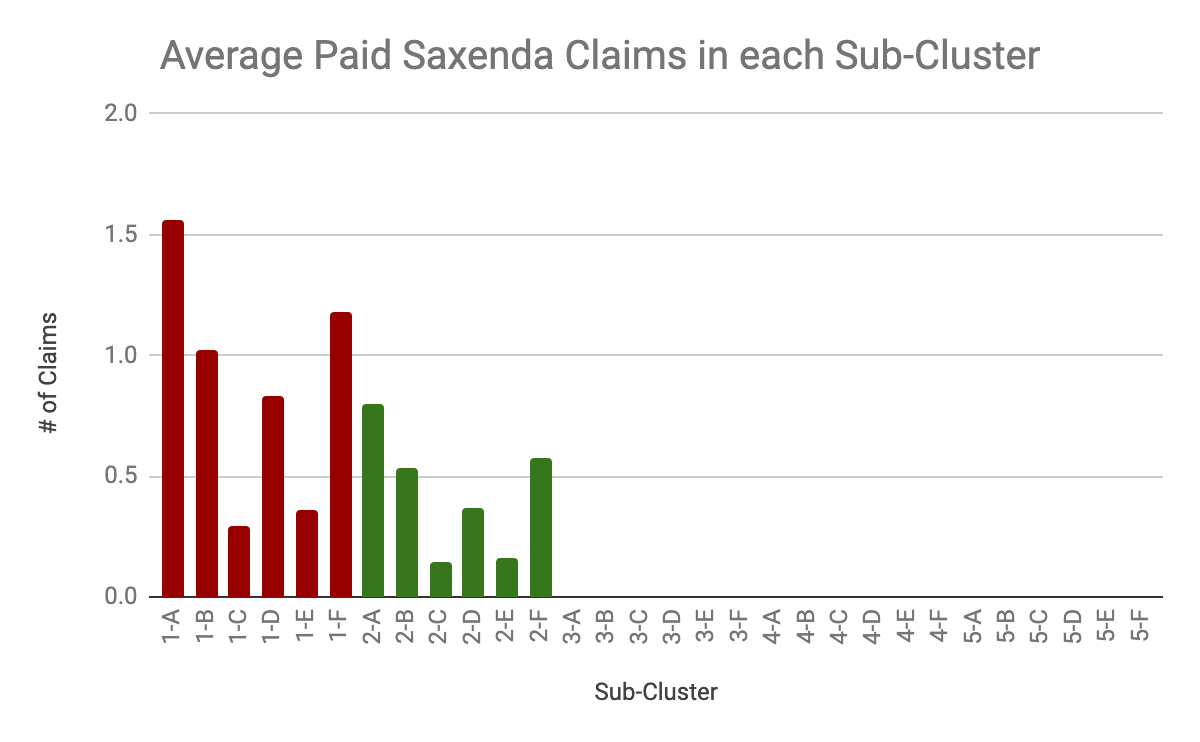 Average Paid Saxenda Claims in each Sub-Cluster
# of Claims
2.0
1.5
1.0
0.5
0.0
1-A
1-B
1-C
1-D
1-E
1-F
2-A
2-B
2-C
2-D
2-E
2-F
3-A
3-B
3-C
3-D
3-E
3-F
4-A
4-B
4-C
4-D
4-E
4-F
5-A
5-B
5-C
5-D
5-E
5-F
Sub-Cluster